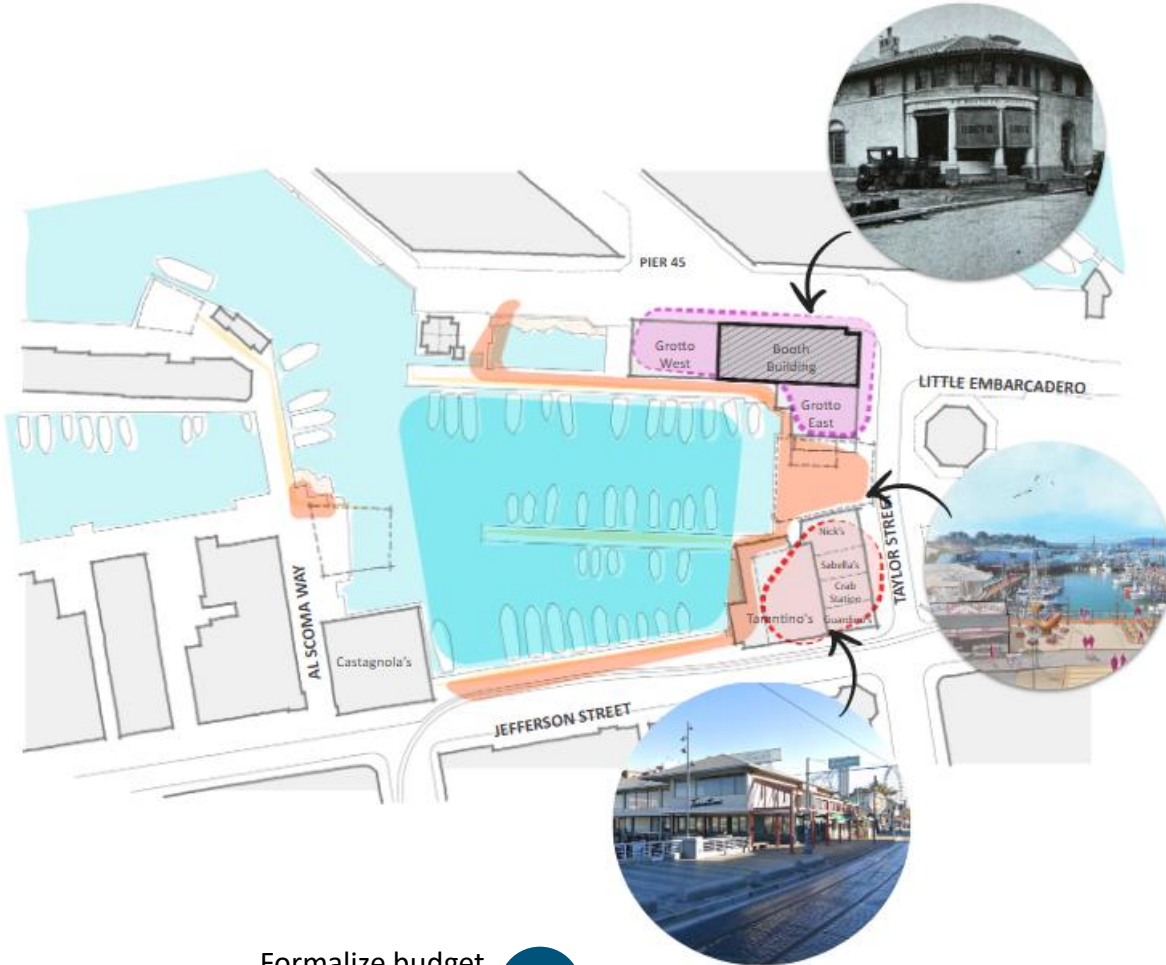 PIER 45
Grotto
West
Booth
Building
LITTLE EMBARCADERO
Grotto
East
TAYLOR STREET
Nick's
Sabella's
Crab
Station
Guardino's
Tarantino's
AL SCOMA WAY
Castagnola's
JEFFERSON STREET
Formalize budget